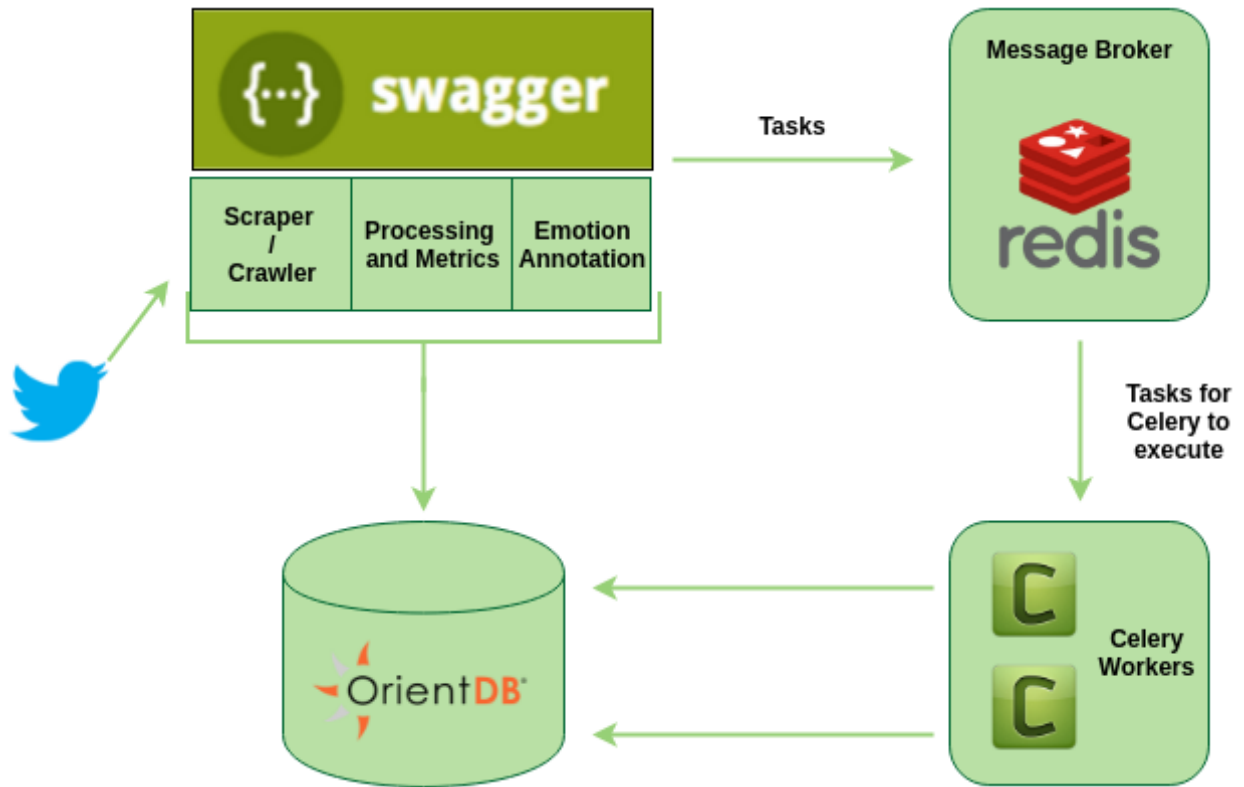 {···} swagger
Message Broker
Tasks
redis
Scraper
/
Crawler
Processing
and Metrics
Emotion
Annotation
Tasks for
Celery to
execute
OrientDB®
C
Celery
Workers
C